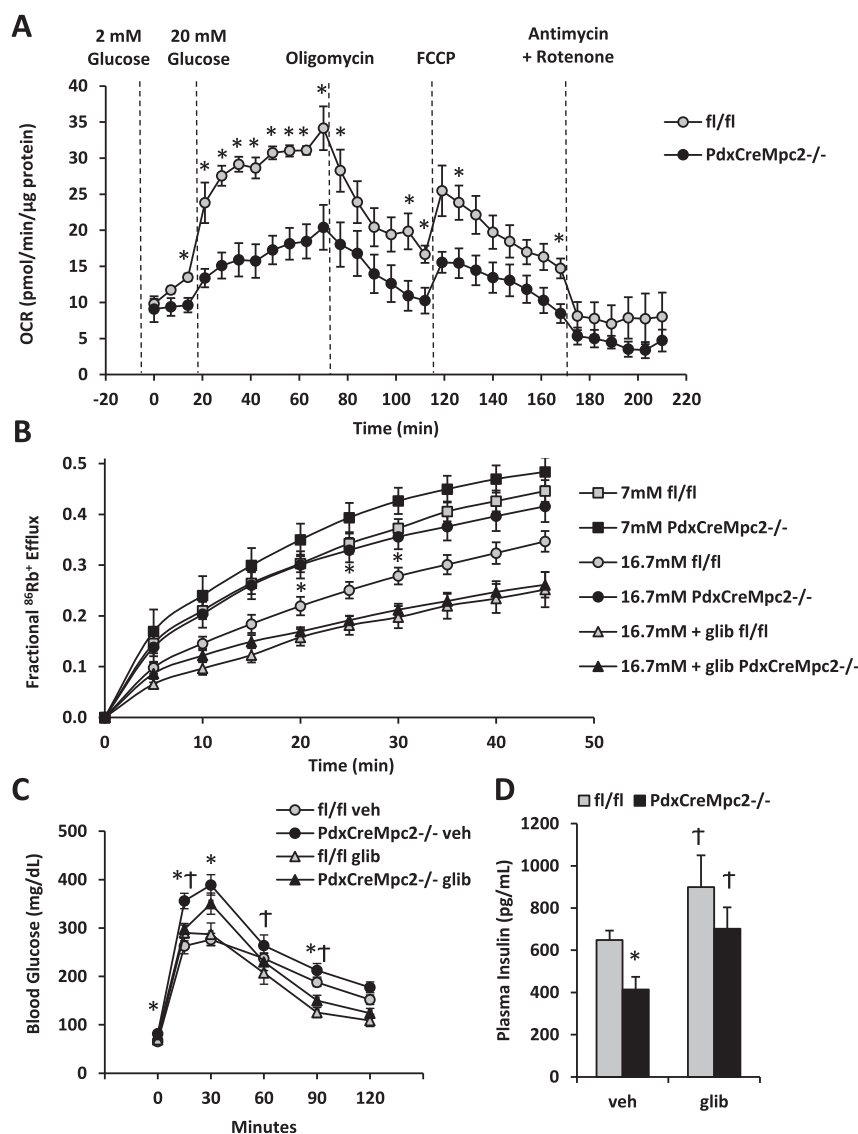 A
2 mM
Glucose
20 mM
Glucose
Oligomycin
FCCP
Antimycin
+ Rotenone
OCR (pmol/min/µg protein)
40
35
30
25
20
15
10
5
0
* * * * * * * * * * * * * *
fl/fl
PdxCreMpc2-/-
-20 0 20 40 60 80 100 120 140 160 180 200 220
Time (min)
B
Fractional ⁸⁶Rb⁺ Efflux
0.5
0.4
0.3
0.2
0.1
0.0
* * *
7mM fl/fl
7mM PdxCreMpc2-/-
16.7mM fl/fl
16.7mM PdxCreMpc2-/-
16.7mM + glib fl/fl
16.7mM + glib PdxCreMpc2-/-
0 10 20 30 40 50
Time (min)
C
fl/fl veh
PdxCreMpc2-/- veh
fl/fl glib
PdxCreMpc2-/- glib
Blood Glucose (mg/dL)
500
400
300
200
100
0
* *† * † *†
0 30 60 90 120
Minutes
D
fl/fl PdxCreMpc2-/-
Plasma Insulin (pg/mL)
1200
1000
800
600
400
200
0
* † †
veh glib